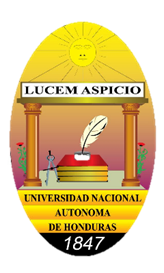 LUCEM ASPICIO
UNIVERSIDAD NACIONAL
AUTONOMA
DE HONDURAS
1847